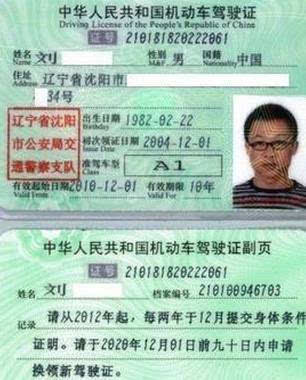 中华人民共和国机动车驾驶证
Driving License of the People's Republic of China
证号 210181820222061
姓名 刘 性别 男 国籍 中国
Name M&F Nationality
住址 辽宁省沈阳市
Address
34号
出生日期 1982-02-22
Birthday
初次领证日期 2004-12-01
准驾车型 A1
辽宁省沈阳
市公安局交
通警察支队
有效起始日期 2010-12-01 有效期限 10年
Valid From Valid For
中华人民共和国机动车驾驶证副页
证号 210181820222061
姓名 刘 档案编号 210100946703
记录 请从2012年起，每两年于12月提交身体条件
证明。请于2020年12月01日前九十日内申请
换领新驾驶证。